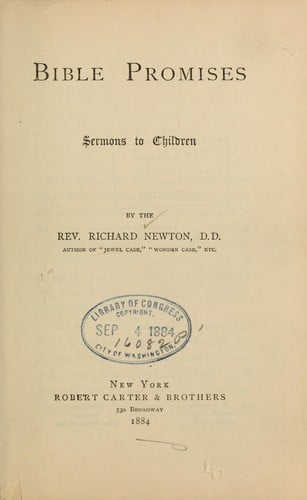 BIBLE PROMISES
Sermons to Children
BY THE
REV. RICHARD NEWTON, D.D.
AUTHOR OF "JEWEL CASE," "WONDER CASE," ETC.
LIBRARY OF CONGRESS
COPYRIGHT.
SEP 4 1884
16082
CITY OF WASHINGTON.
NEW YORK
ROBERT CARTER & BROTHERS
530 BROADWAY
1884